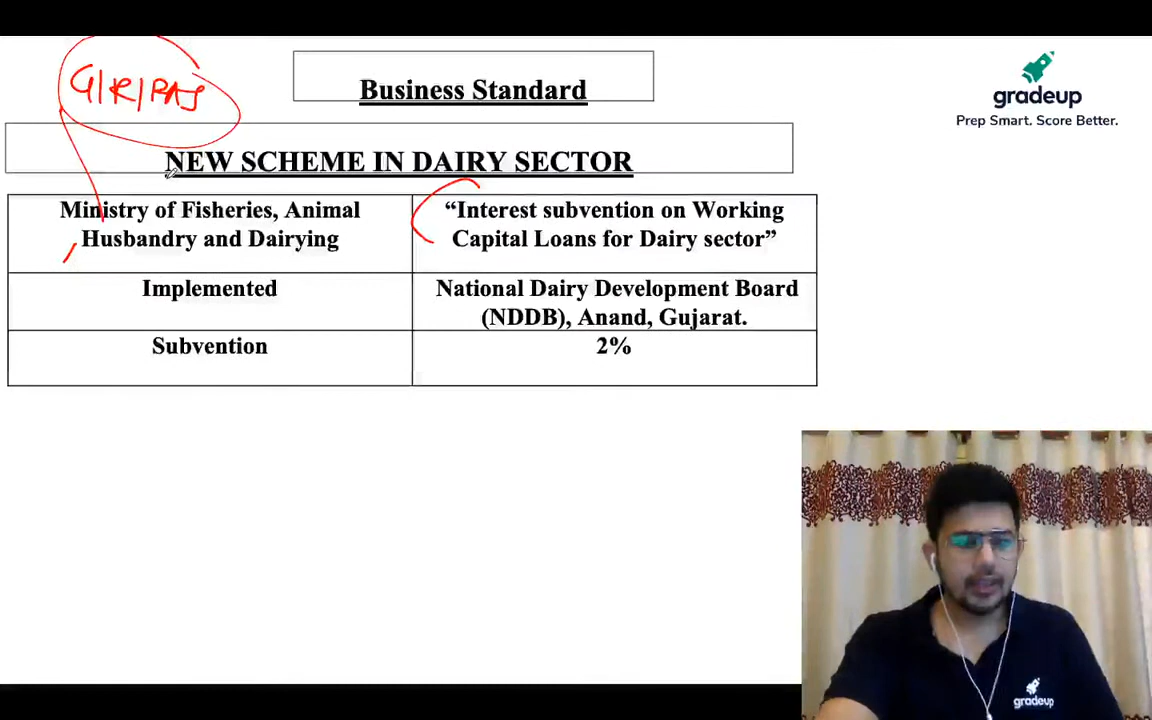 G/R/RAS
Business Standard
gradeup
Prep Smart. Score Better.
NEW SCHEME IN DAIRY SECTOR
Ministry of Fisheries, Animal
Husbandry and Dairying
“Interest subvention on Working
Capital Loans for Dairy sector”
Implemented
National Dairy Development Board
(NDDB), Anand, Gujarat.
Subvention
2%
gradeup